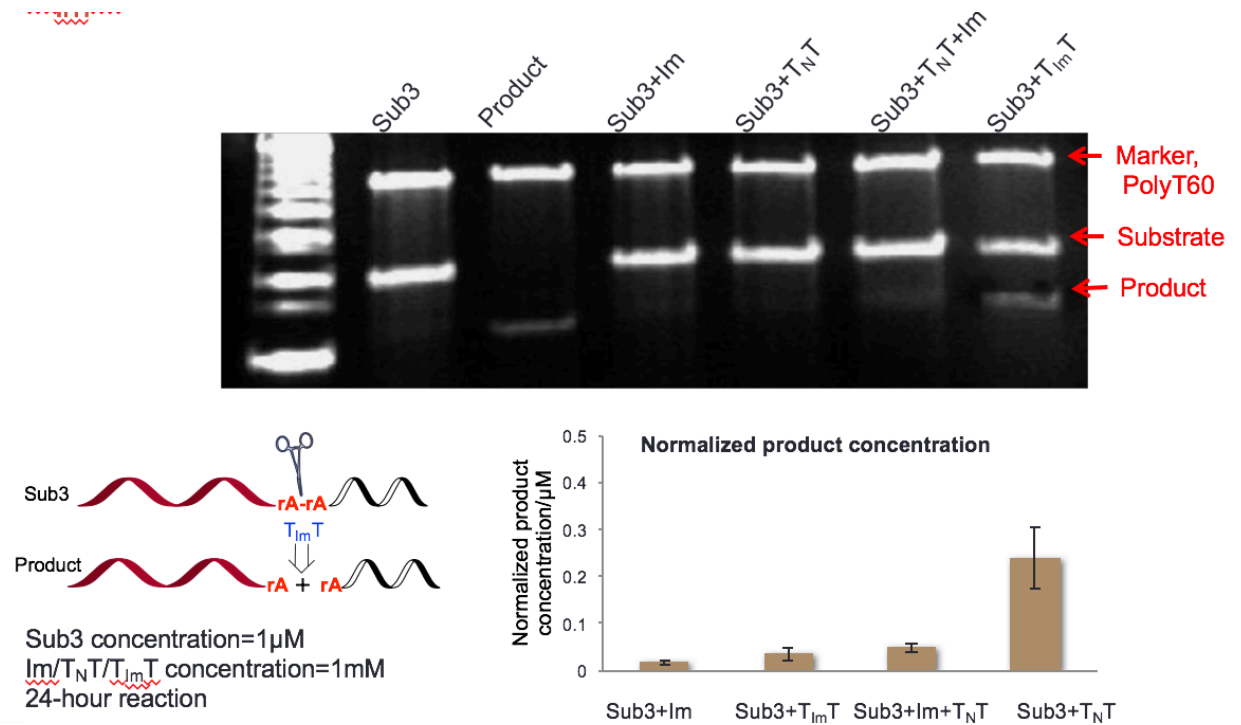 Sub3
Product
Sub3+Im
Sub3+TNT
Sub3+TNT+Im
Sub3+TImT
Marker,
PolyT60
Substrate
Product
Sub3
rA-rA
TImT
Product
rA + rA
Sub3 concentration=1µM
Im/TNT/TImT concentration=1mM
24-hour reaction
Normalized product concentration
Normalized product
concentration/µM
0.5
0.4
0.3
0.2
0.1
0
Sub3+Im
Sub3+TImT
Sub3+Im+TNT
Sub3+TNT